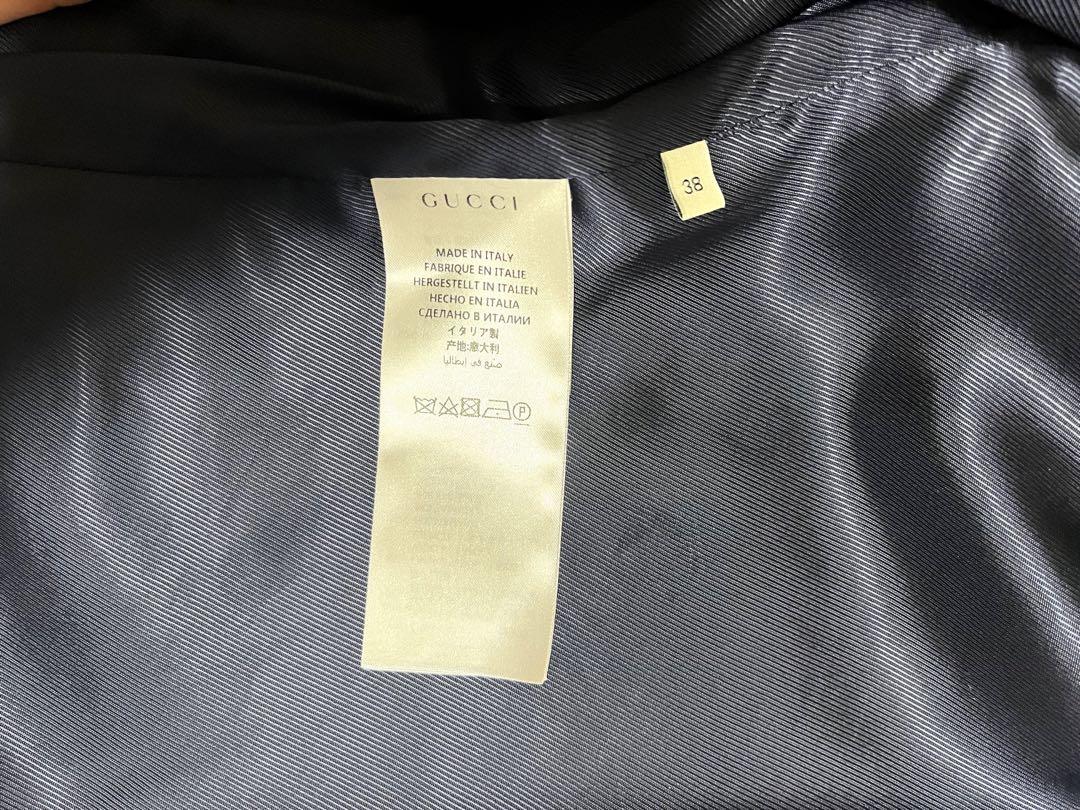 GUCCI
MADE IN ITALY
FABRIQUE EN ITALIE
HERGESTELLT IN ITALIEN
HECHO EN ITALIA
СДЕЛАНО В ИТАЛИИ
イタリア製
产地:意大利
صنع في إيطاليا
P
38